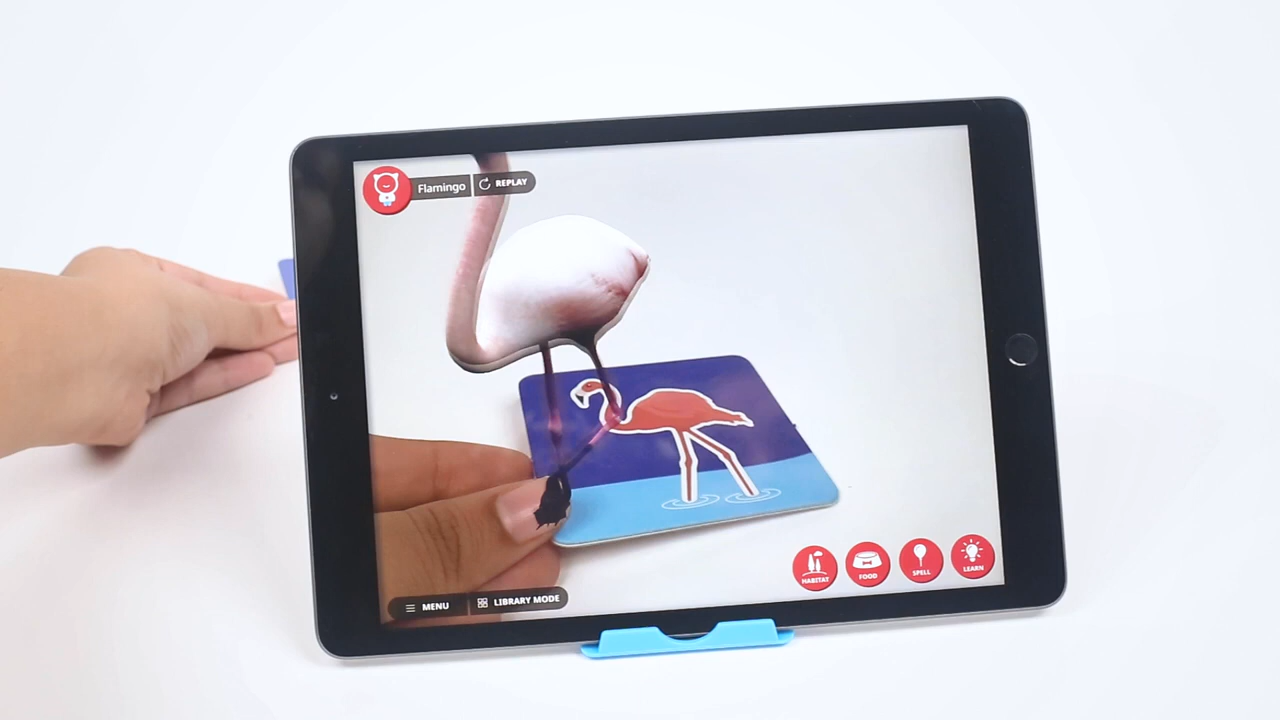 Flamingo
REPLAY
HABITAT
FOOD
SPELL
LEARN
MENU
LIBRARY MODE